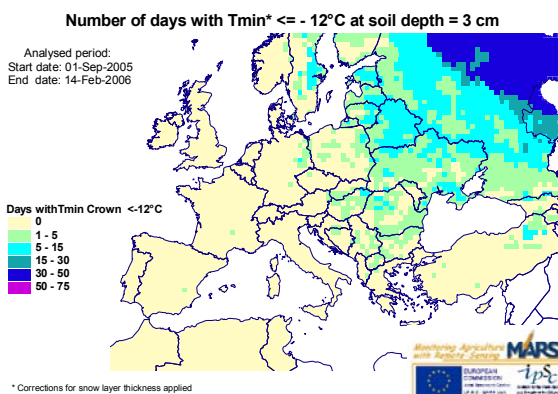 Number of days with Tmin* <= - 12°C at soil depth = 3 cm
Analysed period:
Start date: 01-Sep-2005
End date: 14-Feb-2006
Days withTmin Crown <-12°C
0
1 - 5
5 - 15
15 - 30
30 - 50
50 - 75
Monitoring Agriculture
with Remote Sensing
MARS
EUROPEAN
COMMISSION
ipsc
* Corrections for snow layer thickness applied